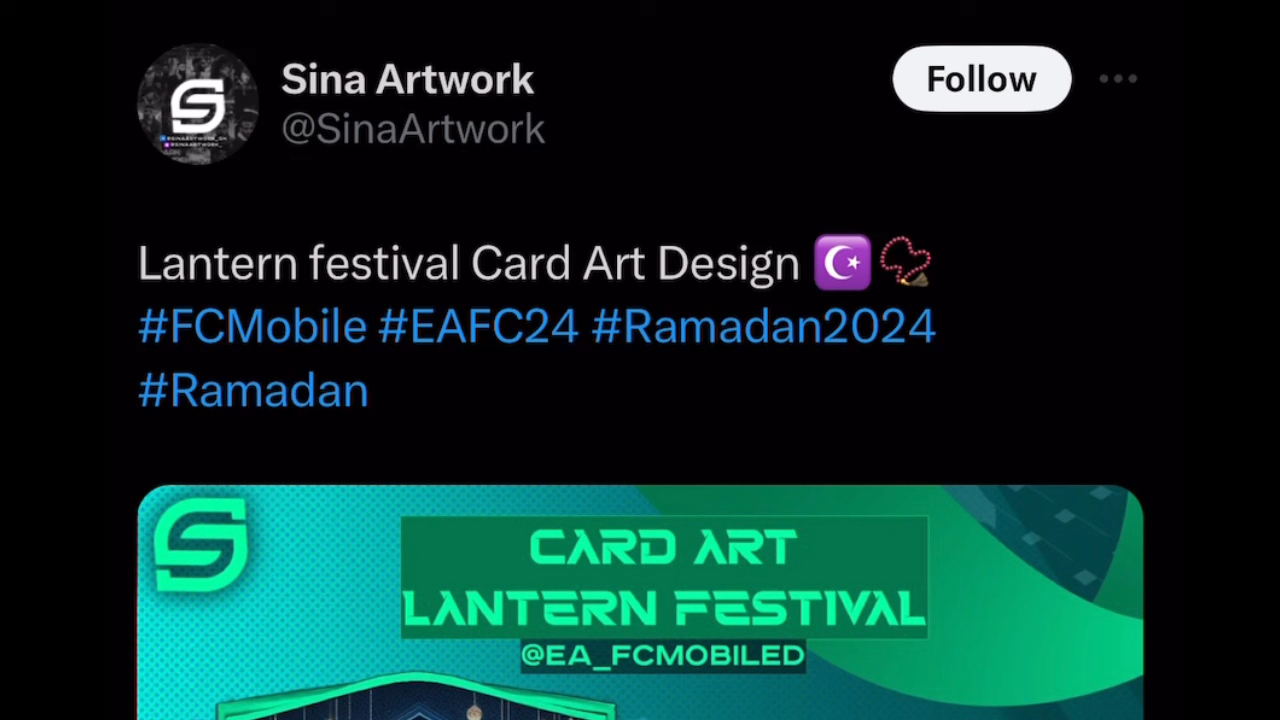 Sina Artwork
@SinaArtwork
Follow
Lantern festival Card Art Design ☪️📿
#FCMobile #EAFC24 #Ramadan2024
#Ramadan
CARD ART
LANTERN FESTIVAL
@EA_FCMOBILED